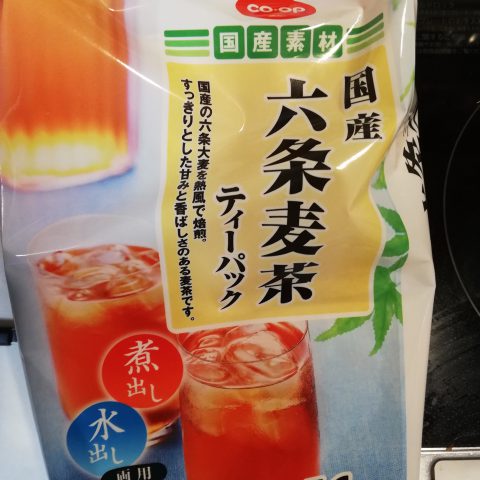 CO・OP
国産素材
国産
六条麦茶
ティーパック
国産の六条大麦を熱風で焙煎。
すっきりとした甘みと香ばしさのある麦茶です。
煮出し
水出し
両用